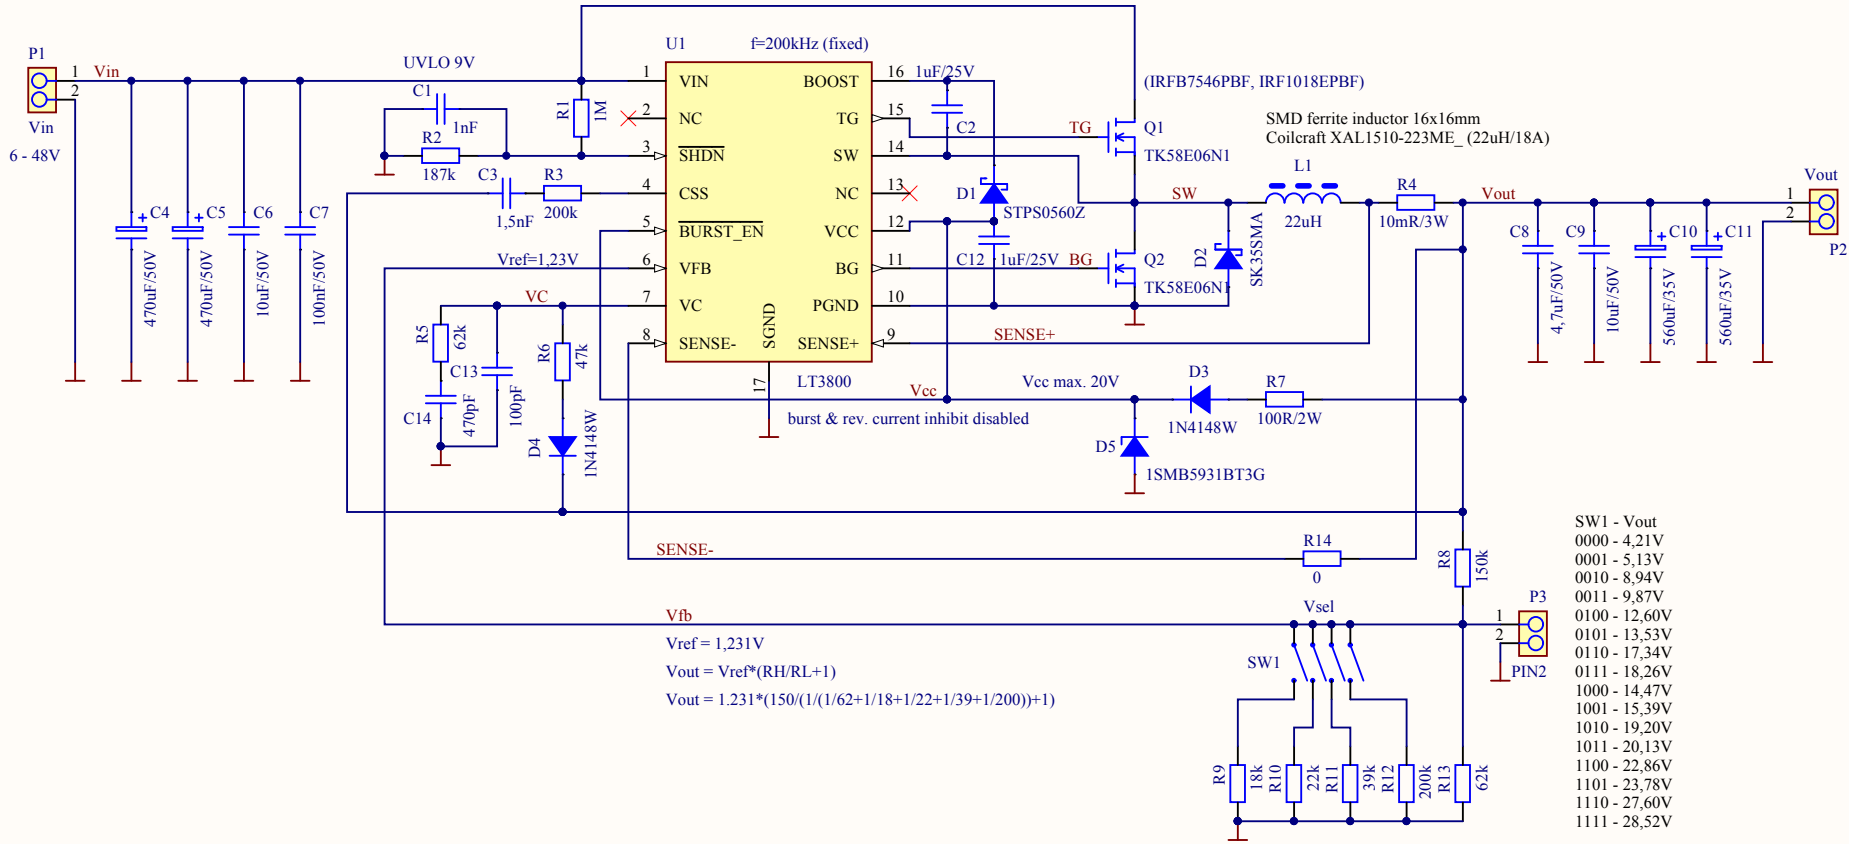 P1
1
2
Vin
Vin
6 - 48V
C4
470uF/50V
C5
470uF/50V
C6
10uF/50V
C7
100nF/50V
UVLO 9V
C1
1nF
R2
187k
R1
1M
C3
1,5nF
R3
200k
Vref=1,23V
VC
R5
62k
C13
100pF
C14
470pF
R6
47k
D4
1N4148W
U1
f=200kHz (fixed)
1 VIN
2 NC
3 SHDN
4 CSS
5 BURST_EN
6 VFB
7 VC
8 SENSE-
SGND
17
BOOST 16
TG 15
SW 14
NC 13
VCC 12
BG 11
PGND 10
SENSE+ 9
LT3800
burst & rev. current inhibit disabled
1uF/25V
C2
D1
STPS0560Z
C12
1uF/25V
TG
BG
(IRFB7546PBF, IRF1018EPBF)
Q1
TK58E06N1
SW
Q2
TK58E06N1
D2
SK35SMA
SMD ferrite inductor 16x16mm
Coilcraft XAL1510-223ME_ (22uH/18A)
L1
22uH
R4
10mR/3W
Vout
C8
4,7uF/50V
C9
10uF/50V
C10
560uF/35V
C11
560uF/35V
Vout
1
2
P2
SENSE+
Vcc
Vcc max. 20V
D3
1N4148W
R7
100R/2W
D5
1SMB5931BT3G
SENSE-
R14
0
R8
150k
Vfb
Vref = 1,231V
Vout = Vref*(RH/RL+1)
Vout = 1.231*(150/(1/(1/62+1/18+1/22+1/39+1/200))+1)
Vsel
SW1
P3
1
2
PIN2
R9
18k
R10
22k
R11
39k
R12
200k
R13
62k
SW1 - Vout
0000 - 4,21V
0001 - 5,13V
0010 - 8,94V
0011 - 9,87V
0100 - 12,60V
0101 - 13,53V
0110 - 17,34V
0111 - 18,26V
1000 - 14,47V
1001 - 15,39V
1010 - 19,20V
1011 - 20,13V
1100 - 22,86V
1101 - 23,78V
1110 - 27,60V
1111 - 28,52V